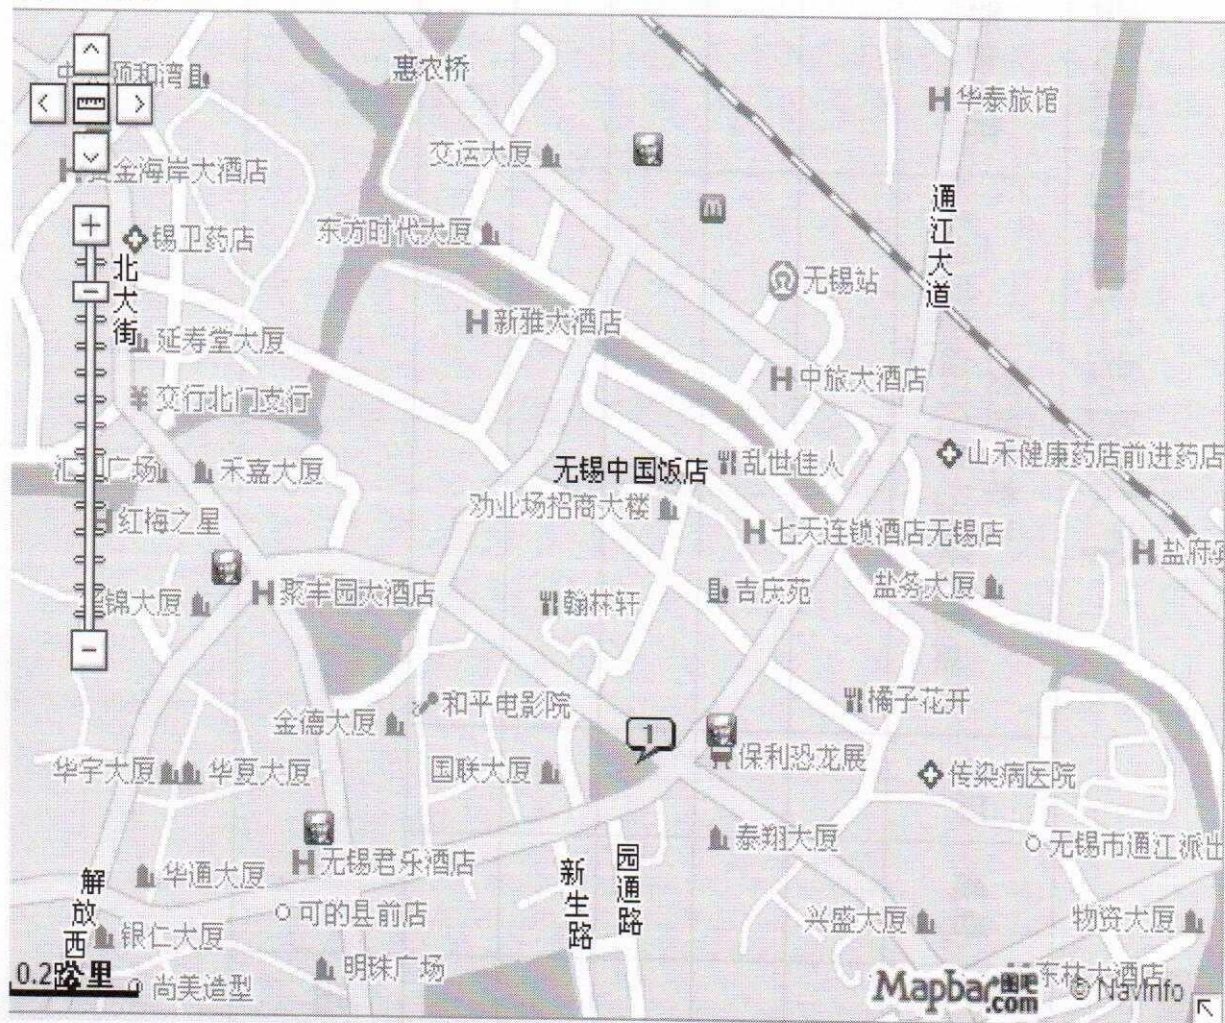 惠农桥
颐和湾
华泰旅馆
交运大厦
金海岸大酒店
通江大道
东方时代大厦
锡卫药店
北大街
无锡站
新雅大酒店
延寿堂大厦
中旅大酒店
交行北门支行
山禾健康药店前进药店
乱世佳人
无锡中国饭店
广场
禾嘉大厦
劝业场招商大楼
红梅之星
七天连锁酒店无锡店
盐府
锦大厦
聚丰园大酒店
翰林轩
吉庆苑
盐务大厦
和平电影院
橘子花开
金德大厦
1
华宇大厦
华夏大厦
国联大厦
保利恐龙展
传染病医院
泰翔大厦
无锡市通江派出
无锡君乐酒店
华通大厦
解放西路
新生路
园通路
可的县前店
兴盛大厦
物资大厦
银仁大厦
明珠广场
0.2公里
尚美造型
东林大酒店
Mapbar图吧.com
© NavInfo